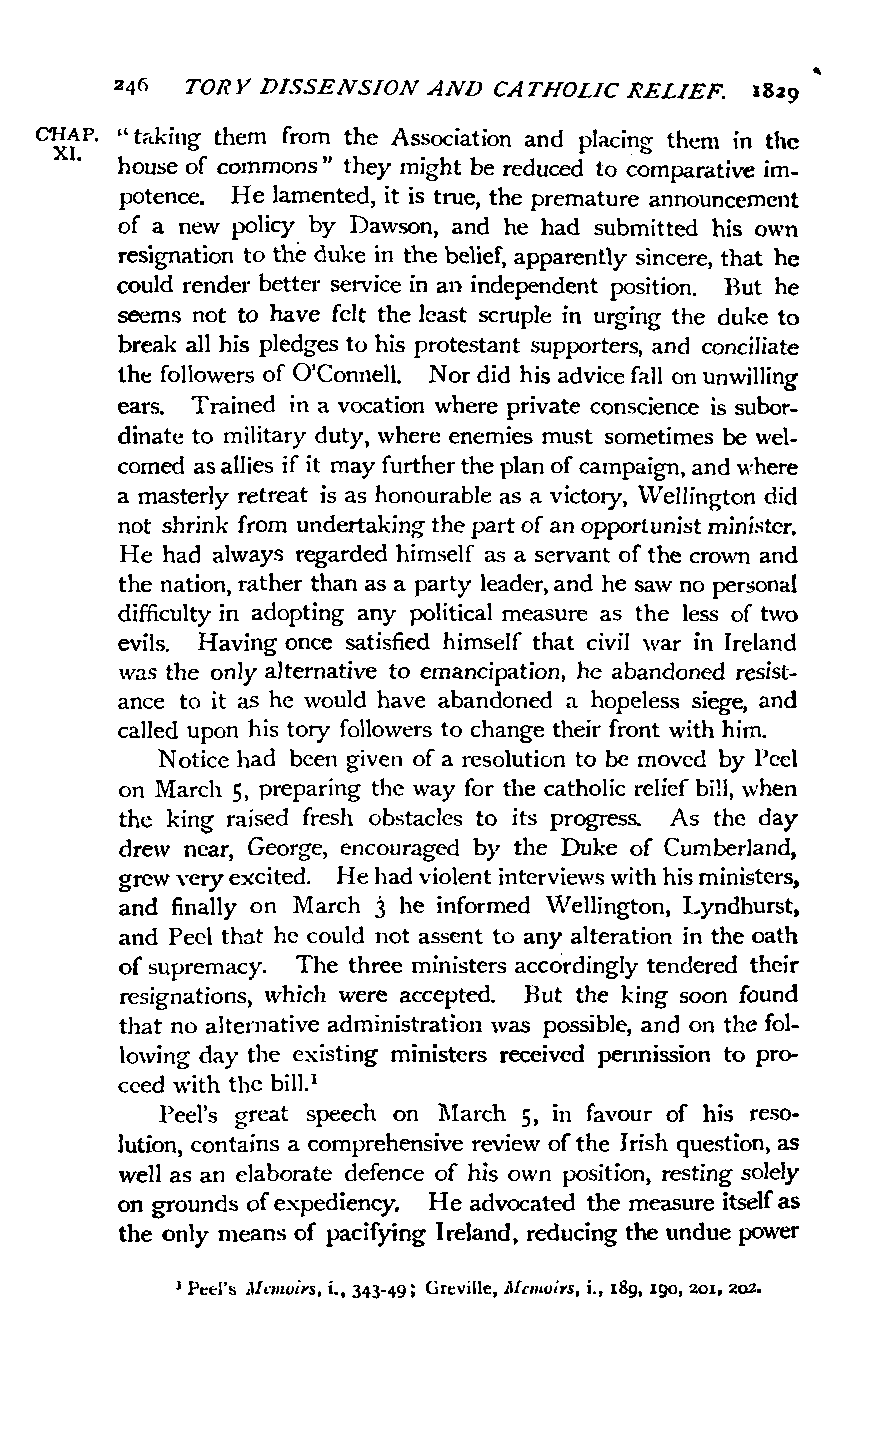 246 TORY DISSENSION AND CATHOLIC RELIEF. 1829
CHAP.
XI.
"taking them from the Association and placing them in the
house of commons" they might be reduced to comparative im-
potence. He lamented, it is true, the premature announcement
of a new policy by Dawson, and he had submitted his own
resignation to the duke in the belief, apparently sincere, that he
could render better service in an independent position. But he
seems not to have felt the least scruple in urging the duke to
break all his pledges to his protestant supporters, and conciliate
the followers of O'Connell. Nor did his advice fall on unwilling
ears. Trained in a vocation where private conscience is subor-
dinate to military duty, where enemies must sometimes be wel-
comed as allies if it may further the plan of campaign, and where
a masterly retreat is as honourable as a victory, Wellington did
not shrink from undertaking the part of an opportunist minister.
He had always regarded himself as a servant of the crown and
the nation, rather than as a party leader, and he saw no personal
difficulty in adopting any political measure as the less of two
evils. Having once satisfied himself that civil war in Ireland
was the only alternative to emancipation, he abandoned resist-
ance to it as he would have abandoned a hopeless siege, and
called upon his tory followers to change their front with him.
Notice had been given of a resolution to be moved by Peel
on March 5, preparing the way for the catholic relief bill, when
the king raised fresh obstacles to its progress. As the day
drew near, George, encouraged by the Duke of Cumberland,
grew very excited. He had violent interviews with his ministers,
and finally on March 3 he informed Wellington, Lyndhurst,
and Peel that he could not assent to any alteration in the oath
of supremacy. The three ministers accordingly tendered their
resignations, which were accepted. But the king soon found
that no alternative administration was possible, and on the fol-
lowing day the existing ministers received permission to pro-
ceed with the bill.¹
Peel's great speech on March 5, in favour of his reso-
lution, contains a comprehensive review of the Irish question, as
well as an elaborate defence of his own position, resting solely
on grounds of expediency. He advocated the measure itself as
the only means of pacifying Ireland, reducing the undue power
¹ Peel's Memoirs, i., 343-49; Greville, Memoirs, i., 189, 190, 201, 202.